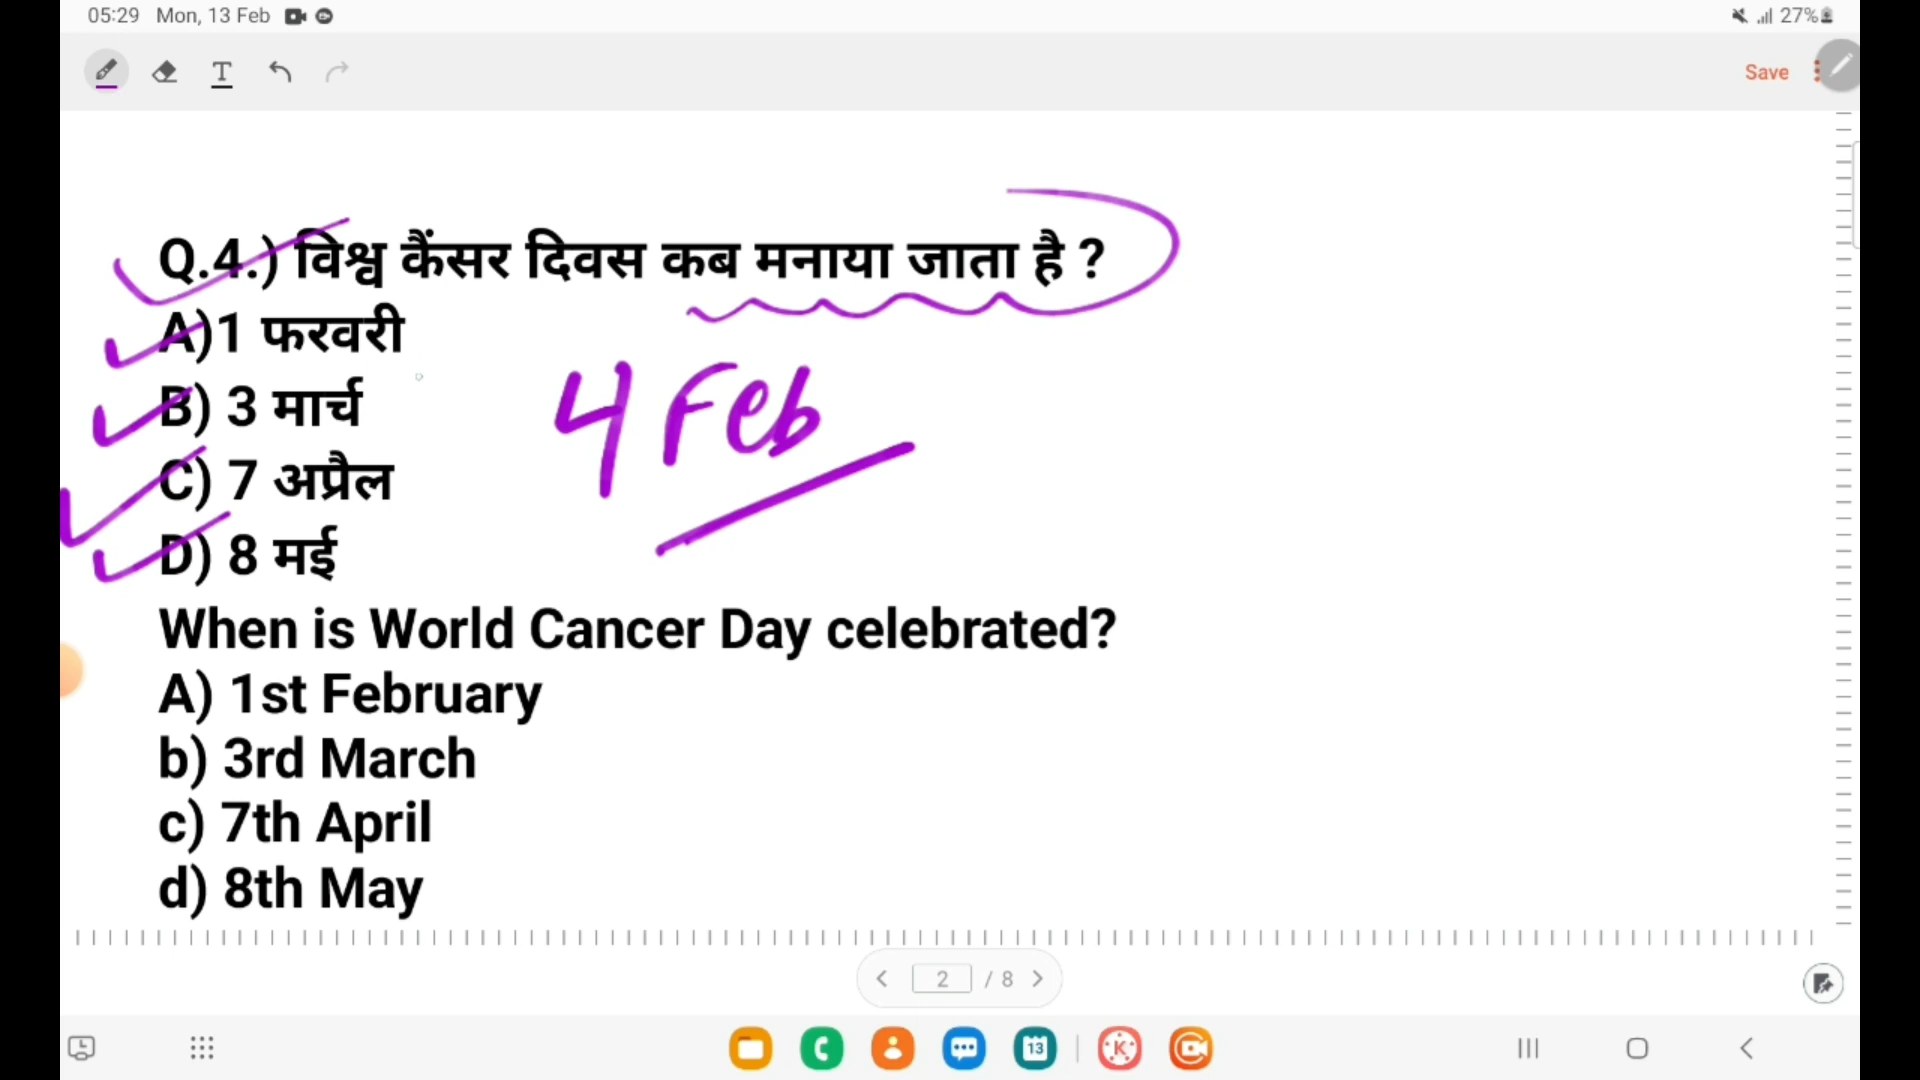 05:29 Mon, 13 Feb
27%
T
Save
Q.4.) विश्व कैंसर दिवस कब मनाया जाता है ?
A)1 फरवरी
B) 3 मार्च
4 Feb
C) 7 अप्रैल
D) 8 मई
When is World Cancer Day celebrated?
A) 1st February
b) 3rd March
c) 7th April
d) 8th May
2 / 8
13
K